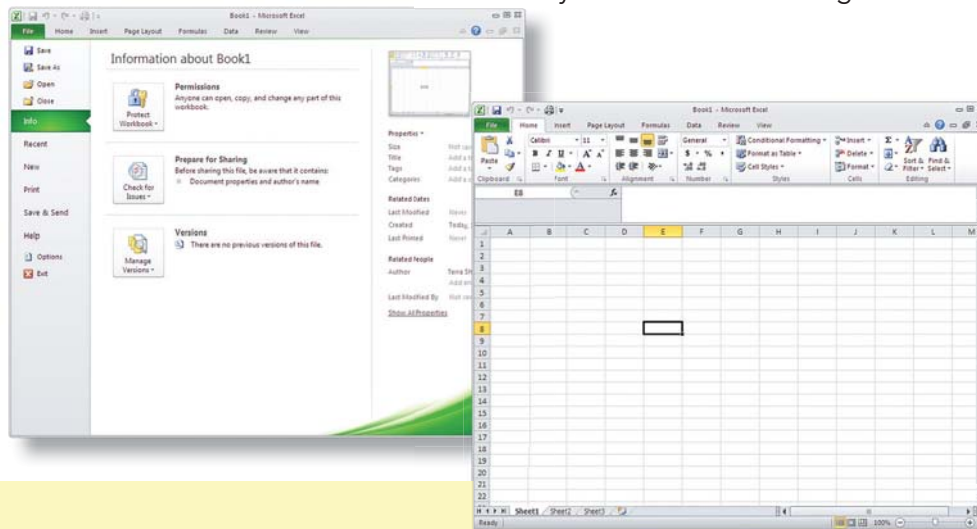 Book1 - Microsoft Excel
File Home Insert Page Layout Formulas Data Review View
Save
Save As
Open
Close
Info
Recent
New
Print
Save & Send
Help
Options
Exit
Information about Book1
Protect Workbook
Permissions
Anyone can open, copy, and change any part of this
workbook.
Check for Issues
Prepare for Sharing
Before sharing this file, be aware that it contains:
Document properties and author's name
Manage Versions
Versions
There are no previous versions of this file.
Properties
Size
Title
Tags
Categories
Related Dates
Last Modified Never
Created Today,
Last Printed Never
Related People
Author
Last Modified By
Show All Properties
Book1 - Microsoft Excel
File Home Insert Page Layout Formulas Data Review View
Paste
Calibri 11
B I U A A
A
General
$ %
Conditional Formatting
Format as Table
Cell Styles
Insert
Delete
Format
Σ
Sort & Filter
Find & Select
Clipboard Font Alignment Number Styles Cells Editing
E8 fx
A B C D E F G H I J K L M
1
2
3
4
5
6
7
8
9
10
11
12
13
14
15
16
17
18
19
20
21
22
Sheet1 Sheet2 Sheet3
Ready 100%